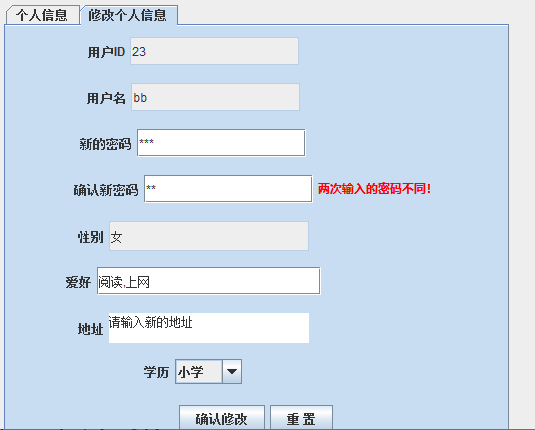 个人信息 修改个人信息
用户ID 23
用户名 bb
新的密码 ***
确认新密码 ** 两次输入的密码不同!
性别 女
爱好 阅读,上网
地址 请输入新的地址
学历 小学
确认修改 重 置